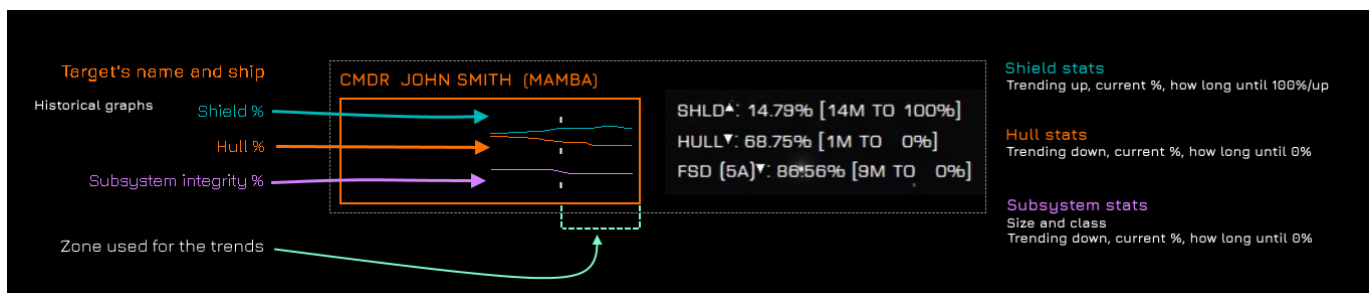 Target's name and ship
Historical graphs
Shield %
Hull %
Subsystem integrity %
Zone used for the trends
CMDR JOHN SMITH (MAMBA)
SHLD▲: 14.79% [14M TO 100%]
HULL▼: 68.75% [1M TO 0%]
FSD (5A)▼: 86.56% [9M TO 0%]
Shield stats
Trending up, current %, how long until 100%/up
Hull stats
Trending down, current %, how long until 0%
Subsystem stats
Size and class
Trending down, current %, how long until 0%